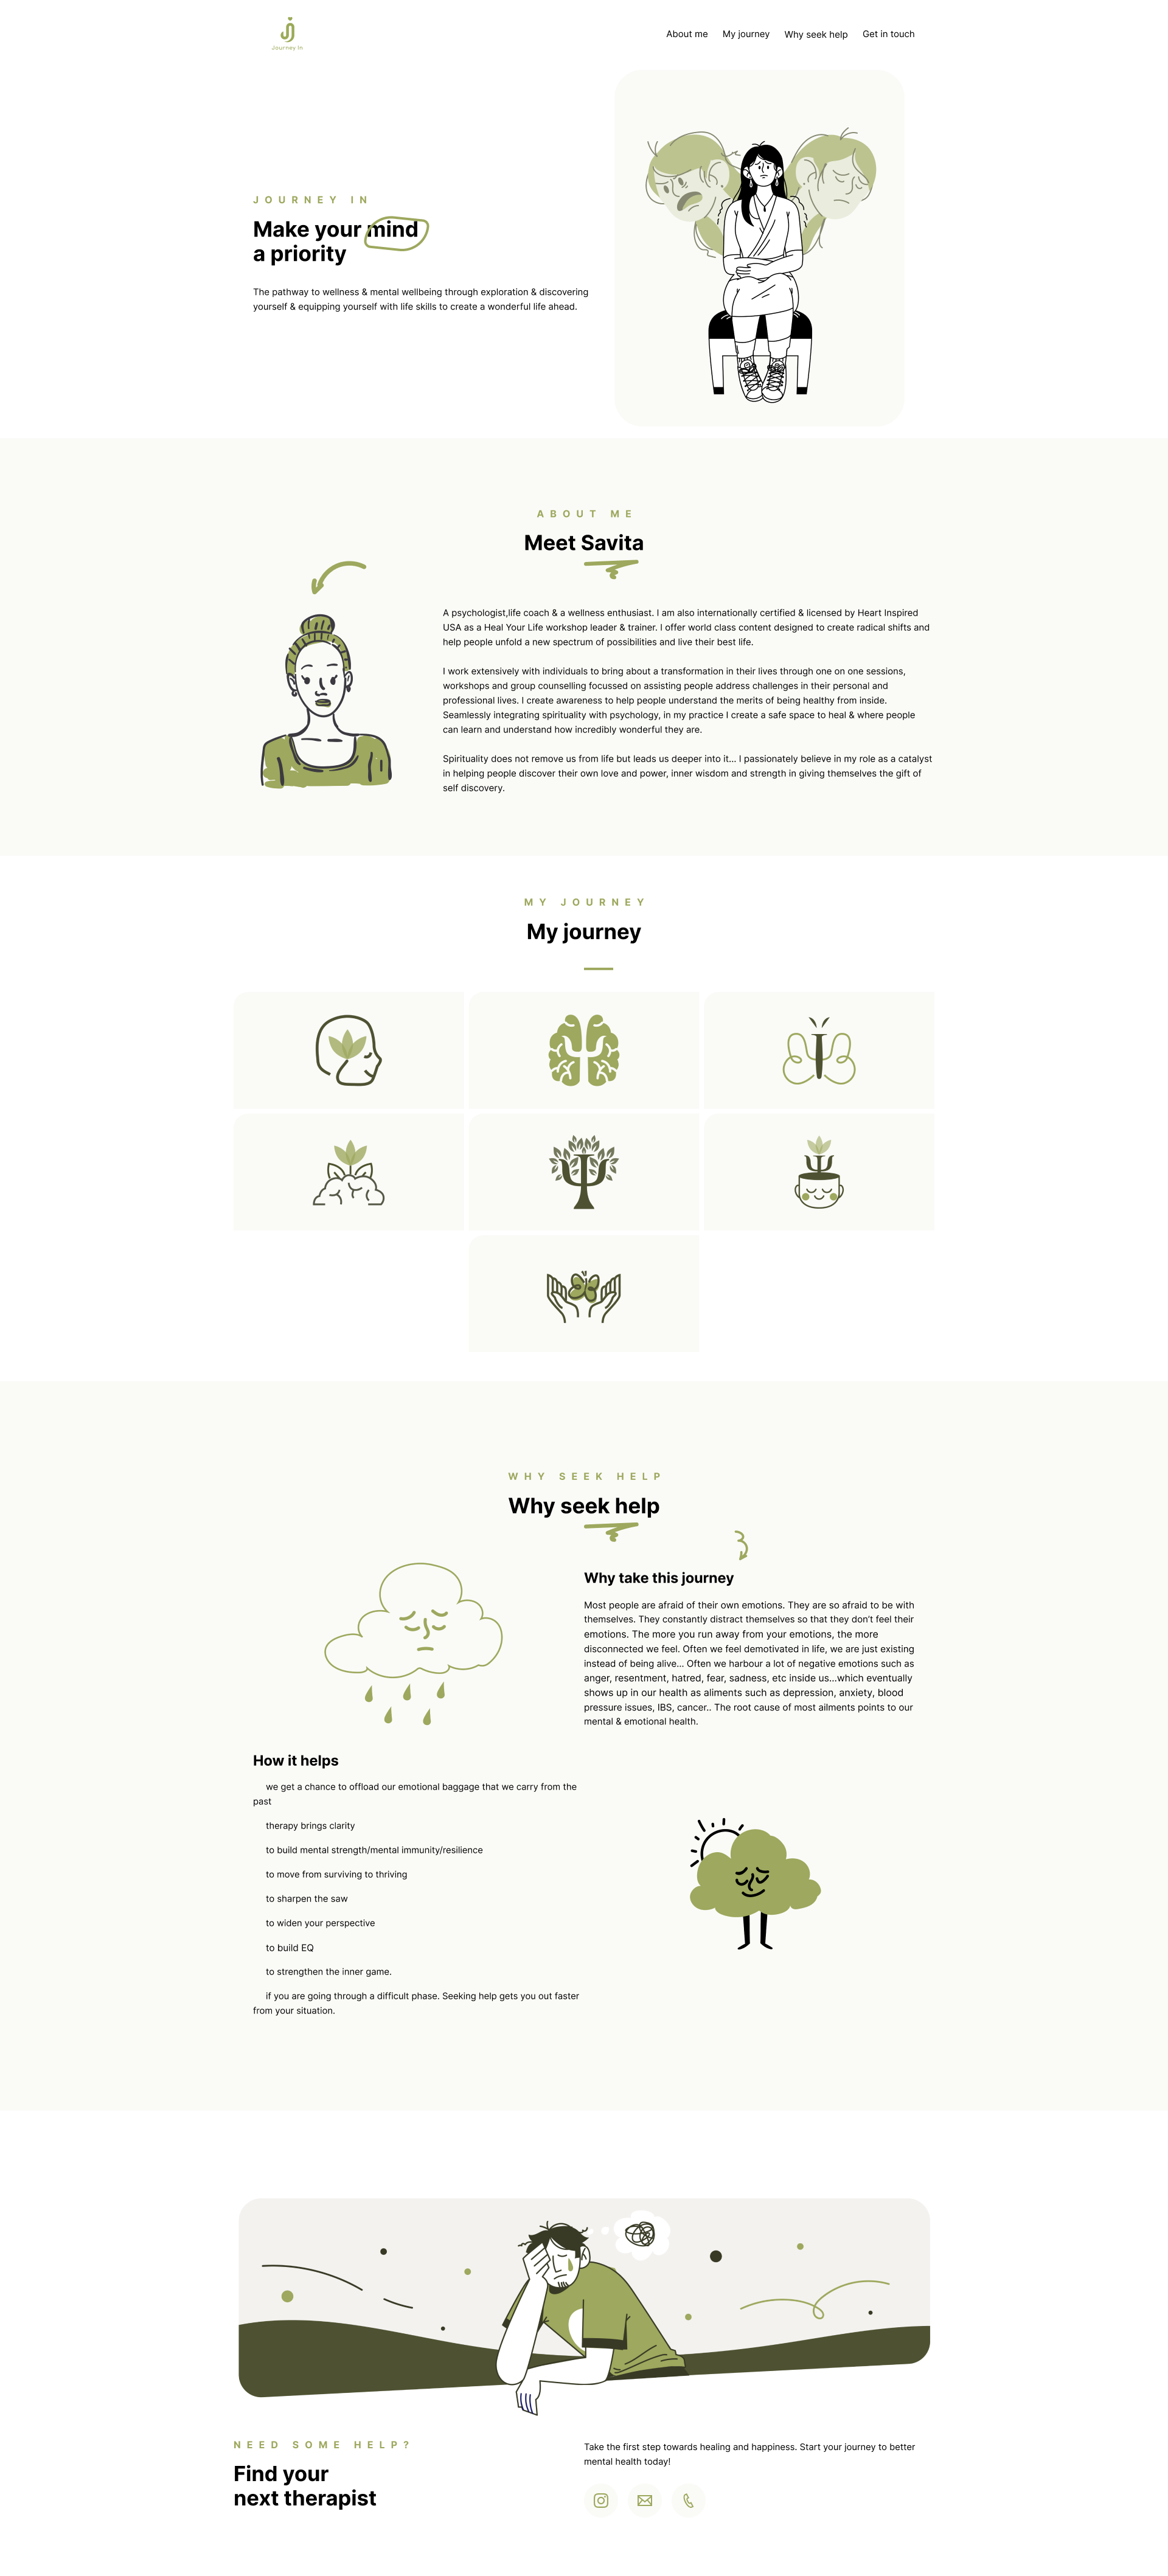 Journey In
About me
My journey
Why seek help
Get in touch
JOURNEY IN
Make your mind
a priority
The pathway to wellness & mental wellbeing through exploration & discovering
yourself & equipping yourself with life skills to create a wonderful life ahead.
ABOUT ME
Meet Savita
A psychologist,life coach & a wellness enthusiast. I am also internationally certified & licensed by Heart Inspired
USA as a Heal Your Life workshop leader & trainer. I offer world class content designed to create radical shifts and
help people unfold a new spectrum of possibilities and live their best life.
I work extensively with individuals to bring about a transformation in their lives through one on one sessions,
workshops and group counselling focussed on assisting people address challenges in their personal and
professional lives. I create awareness to help people understand the merits of being healthy from inside.
Seamlessly integrating spirituality with psychology, in my practice I create a safe space to heal & where people
can learn and understand how incredibly wonderful they are.
Spirituality does not remove us from life but leads us deeper into it... I passionately believe in my role as a catalyst
in helping people discover their own love and power, inner wisdom and strength in giving themselves the gift of
self discovery.
MY JOURNEY
My journey
WHY SEEK HELP
Why seek help
Why take this journey
Most people are afraid of their own emotions. They are so afraid to be with
themselves. They constantly distract themselves so that they don't feel their
emotions. The more you run away from your emotions, the more
disconnected we feel. Often we feel demotivated in life, we are just existing
instead of being alive... Often we harbour a lot of negative emotions such as
anger, resentment, hatred, fear, sadness, etc inside us...which eventually
shows up in our health as aliments such as depression, anxiety, blood
pressure issues, IBS, cancer.. The root cause of most ailments points to our
mental & emotional health.
How it helps
we get a chance to offload our emotional baggage that we carry from the
past
therapy brings clarity
to build mental strength/mental immunity/resilience
to move from surviving to thriving
to sharpen the saw
to widen your perspective
to build EQ
to strengthen the inner game.
if you are going through a difficult phase. Seeking help gets you out faster
from your situation.
NEED SOME HELP?
Find your
next therapist
Take the first step towards healing and happiness. Start your journey to better
mental health today!